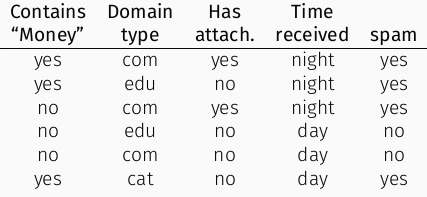 Contains Domain Has Time
“Money” type attach. received spam
yes com yes night yes
yes edu no night yes
no com yes night yes
no edu no day no
no com no day no
yes cat no day yes